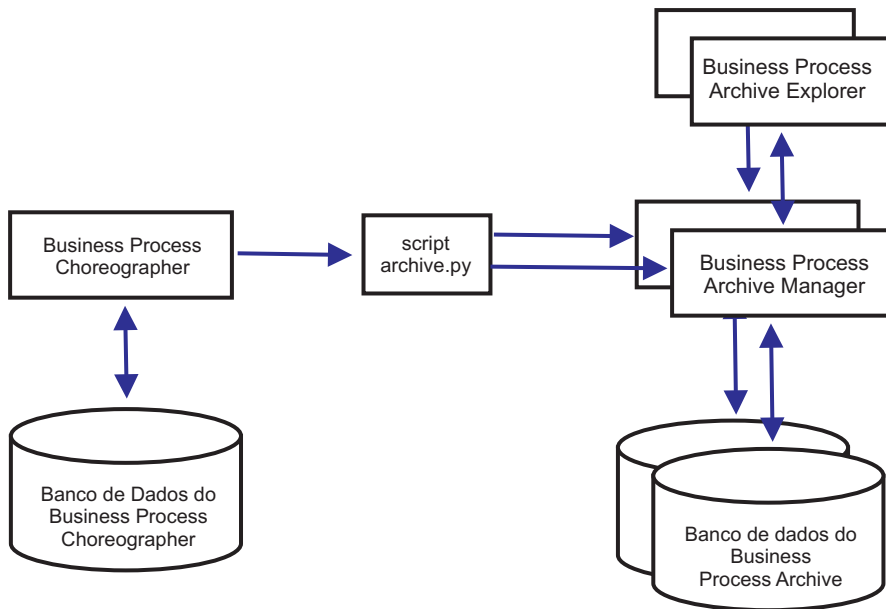 Business Process
Archive Explorer
Business Process
Choreographer
script
archive.py
Business Process
Archive Manager
Banco de Dados do
Business Process
Choreographer
Banco de dados do
Business
Process Archive